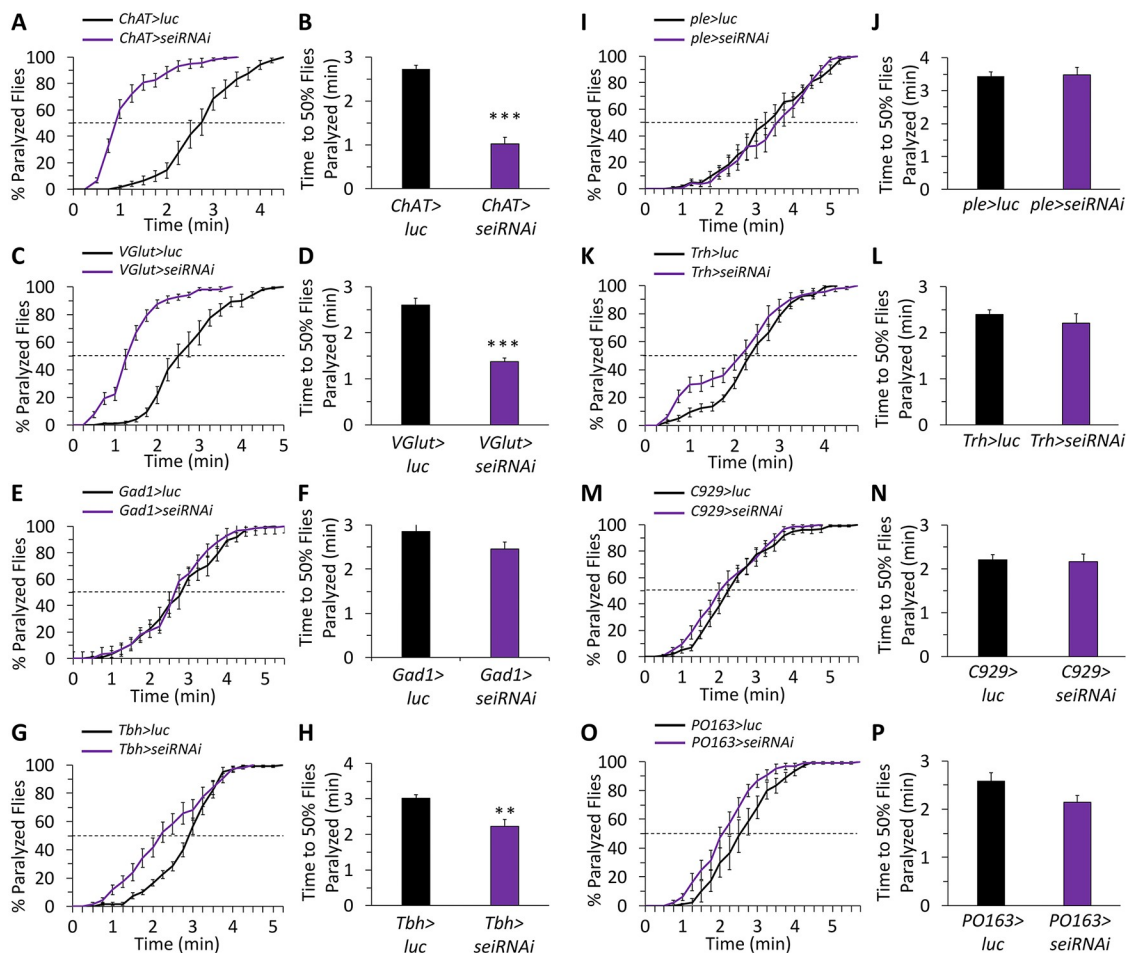 A
ChAT>luc
ChAT>seiRNAi
% Paralyzed Flies
100
80
60
40
20
0
0 1 2 3 4
Time (min)
B
Time to 50% Flies
Paralyzed (min)
3
2
1
0
***
ChAT> ChAT>
luc seiRNAi
C
VGlut>luc
VGlut>seiRNAi
% Paralyzed Flies
100
80
60
40
20
0
0 1 2 3 4 5
Time (min)
D
Time to 50% Flies
Paralyzed (min)
3
2
1
0
***
VGlut> VGlut>
luc seiRNAi
E
Gad1>luc
Gad1>seiRNAi
% Paralyzed Flies
100
80
60
40
20
0
0 1 2 3 4 5
Time (min)
F
Time to 50% Flies
Paralyzed (min)
3
2
1
0
Gad1> Gad1>
luc seiRNAi
G
Tbh>luc
Tbh>seiRNAi
% Paralyzed Flies
100
80
60
40
20
0
0 1 2 3 4 5
Time (min)
H
Time to 50% Flies
Paralyzed (min)
4
3
2
1
0
**
Tbh> Tbh>
luc seiRNAi
I
ple>luc
ple>seiRNAi
% Paralyzed Flies
100
80
60
40
20
0
0 1 2 3 4 5
Time (min)
J
Time to 50% Flies
Paralyzed (min)
4
3
2
1
0
ple>luc ple>seiRNAi
K
Trh>luc
Trh>seiRNAi
% Paralyzed Flies
100
80
60
40
20
0
0 1 2 3 4
Time (min)
L
Time to 50% Flies
Paralyzed (min)
3
2
1
0
Trh>luc Trh>seiRNAi
M
C929>luc
C929>seiRNAi
% Paralyzed Flies
100
80
60
40
20
0
0 1 2 3 4 5
Time (min)
N
Time to 50% Flies
Paralyzed (min)
3
2
1
0
C929> C929>
luc seiRNAi
O
PO163>luc
PO163>seiRNAi
% Paralyzed Flies
100
80
60
40
20
0
0 1 2 3 4 5
Time (min)
P
Time to 50% Flies
Paralyzed (min)
3
2
1
0
PO163> PO163>
luc seiRNAi